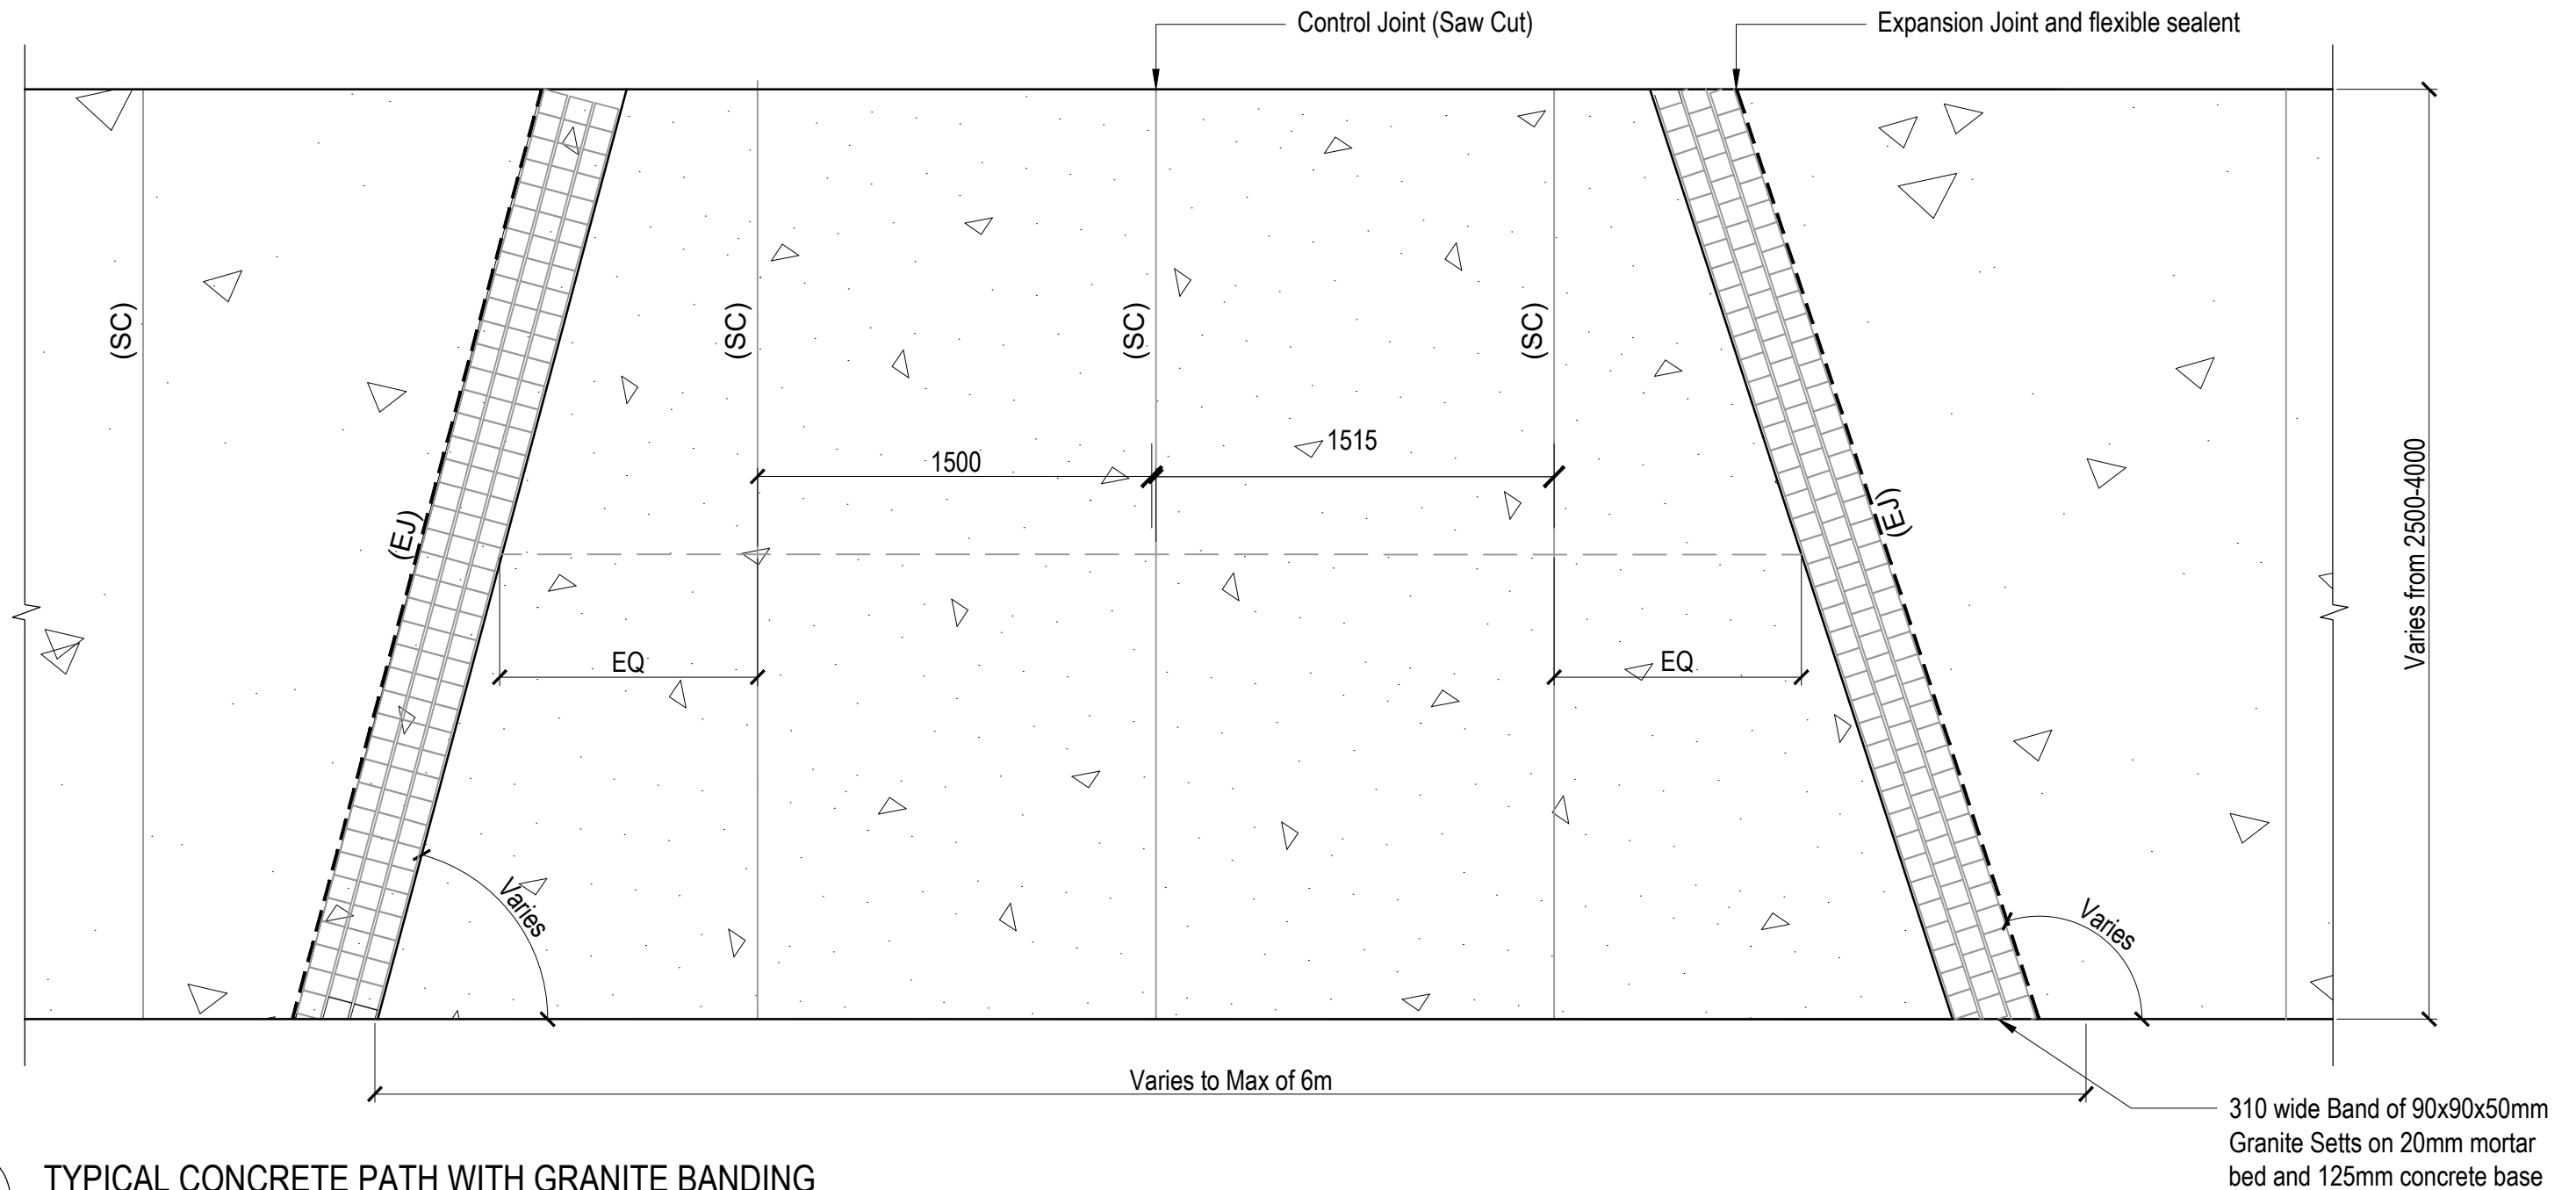 Control Joint (Saw Cut)
Expansion Joint and flexible sealent
(SC)
(SC)
(SC)
(SC)
1500
1515
(EJ)
(EJ)
Varies from 2500-4000
EQ
EQ
Varies
Varies
Varies to Max of 6m
310 wide Band of 90x90x50mm
Granite Setts on 20mm mortar
bed and 125mm concrete base
TYPICAL CONCRETE PATH WITH GRANITE BANDING